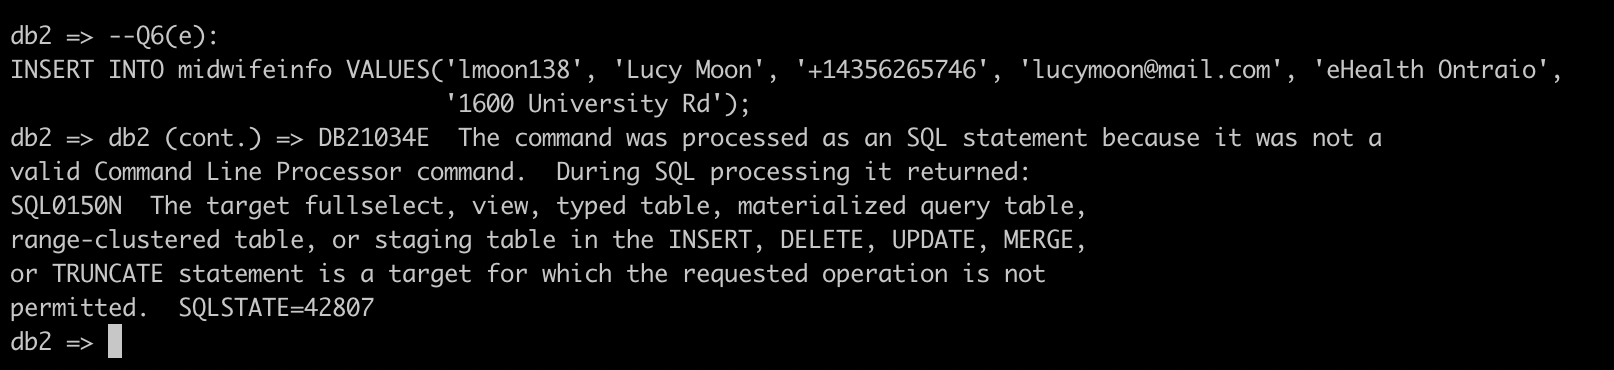 db2 => --Q6(e):
INSERT INTO midwifeinfo VALUES('lmoon138', 'Lucy Moon', '+14356265746', 'lucymoon@mail.com', 'eHealth Ontraio',
'1600 University Rd');
db2 => db2 (cont.) => DB21034E  The command was processed as an SQL statement because it was not a
valid Command Line Processor command.  During SQL processing it returned:
SQL0150N  The target fullselect, view, typed table, materialized query table,
range-clustered table, or staging table in the INSERT, DELETE, UPDATE, MERGE,
or TRUNCATE statement is a target for which the requested operation is not
permitted.  SQLSTATE=42807
db2 =>